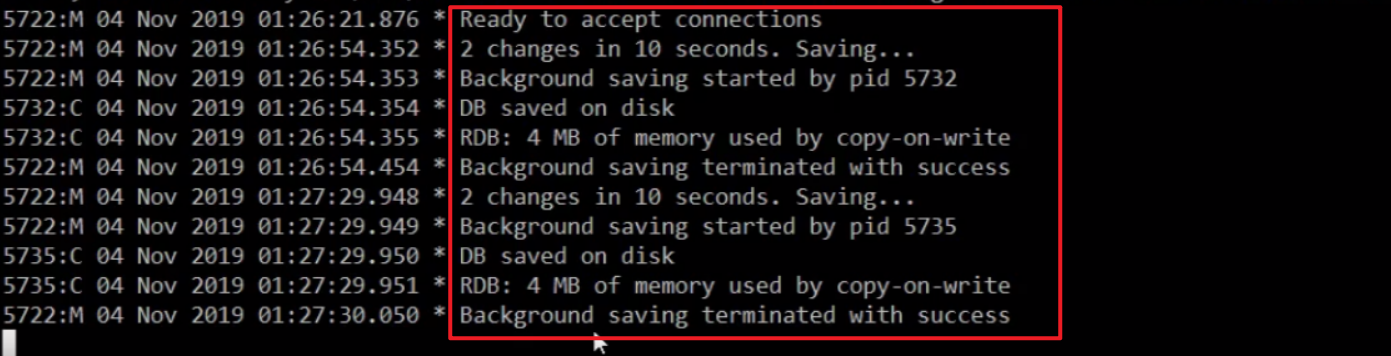 5722:M 04 Nov 2019 01:26:21.876 * Ready to accept connections
5722:M 04 Nov 2019 01:26:54.352 * 2 changes in 10 seconds. Saving...
5722:M 04 Nov 2019 01:26:54.353 * Background saving started by pid 5732
5732:C 04 Nov 2019 01:26:54.354 * DB saved on disk
5732:C 04 Nov 2019 01:26:54.355 * RDB: 4 MB of memory used by copy-on-write
5722:M 04 Nov 2019 01:26:54.454 * Background saving terminated with success
5722:M 04 Nov 2019 01:27:29.948 * 2 changes in 10 seconds. Saving...
5722:M 04 Nov 2019 01:27:29.949 * Background saving started by pid 5735
5735:C 04 Nov 2019 01:27:29.950 * DB saved on disk
5735:C 04 Nov 2019 01:27:29.951 * RDB: 4 MB of memory used by copy-on-write
5722:M 04 Nov 2019 01:27:30.050 * Background saving terminated with success